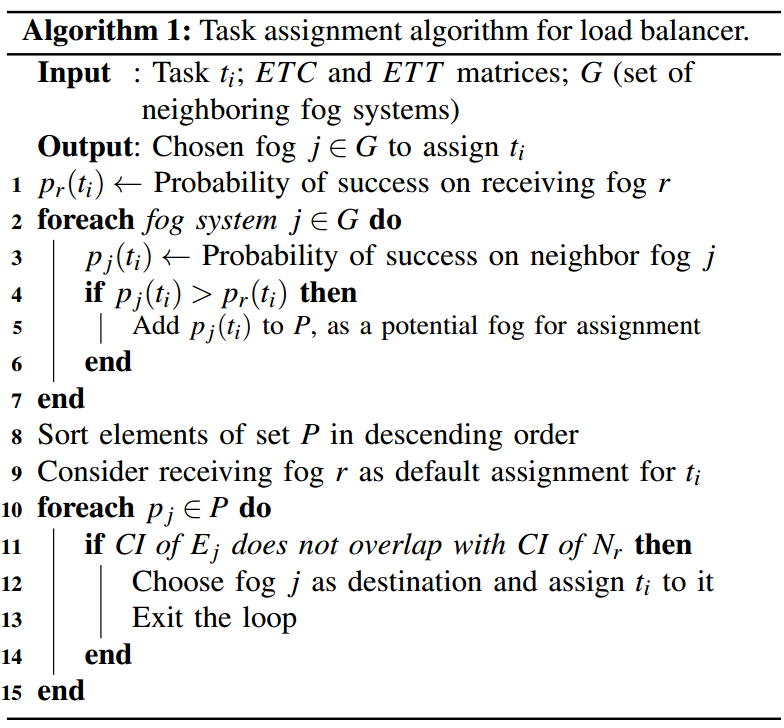 Algorithm 1: Task assignment algorithm for load balancer.
Input : Task t_i; ETC and ETT matrices; G (set of
neighboring fog systems)
Output: Chosen fog j ∈ G to assign t_i
1 p_r(t_i) ← Probability of success on receiving fog r
2 foreach fog system j ∈ G do
3 p_j(t_i) ← Probability of success on neighbor fog j
4 if p_j(t_i) > p_r(t_i) then
5 Add p_j(t_i) to P, as a potential fog for assignment
6 end
7 end
8 Sort elements of set P in descending order
9 Consider receiving fog r as default assignment for t_i
10 foreach p_j ∈ P do
11 if CI of E_j does not overlap with CI of N_r then
12 Choose fog j as destination and assign t_i to it
13 Exit the loop
14 end
15 end